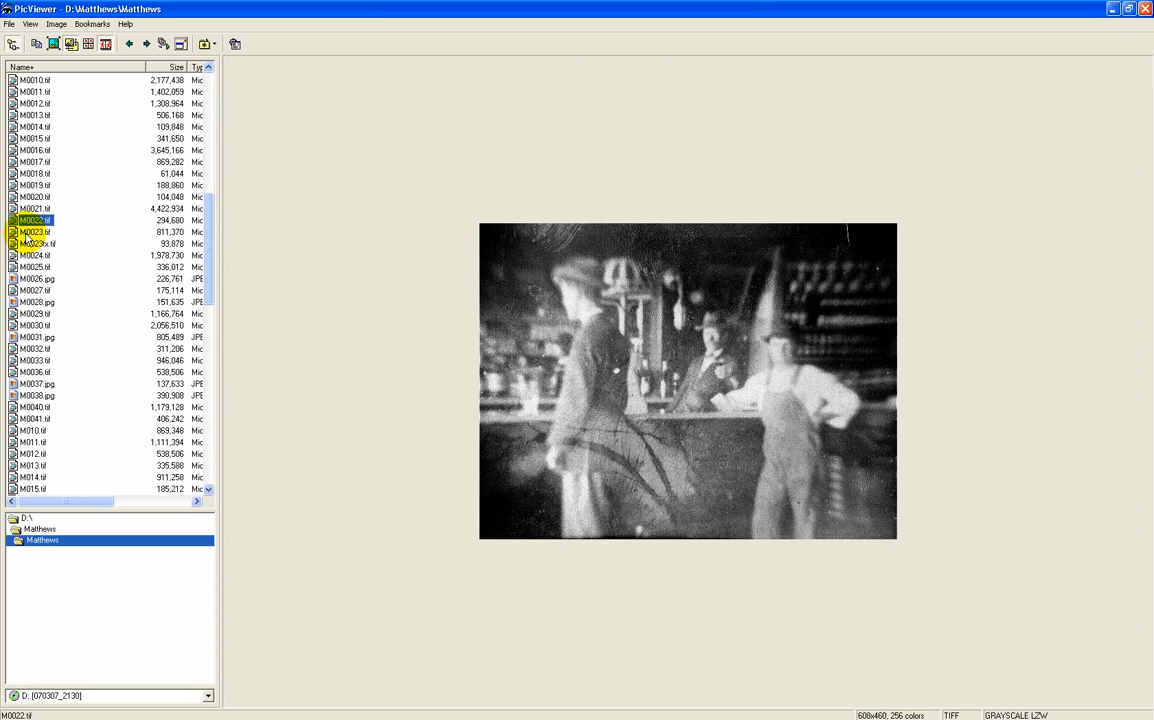 PicViewer - D:\Matthews\Matthews
File View Image Bookmarks Help
Name+ Size Typ
M0010.tif 2,177,438 Mic
M0011.tif 1,402,059 Mic
M0012.tif 1,308,964 Mic
M0013.tif 506,168 Mic
M0014.tif 109,848 Mic
M0015.tif 341,650 Mic
M0016.tif 3,645,166 Mic
M0017.tif 869,282 Mic
M0018.tif 61,044 Mic
M0019.tif 188,860 Mic
M0020.tif 104,048 Mic
M0021.tif 4,422,934 Mic
M0022.tif 294,680 Mic
M0023.tif 811,370 Mic
M0023tx.tif 93,878 Mic
M0024.tif 1,978,730 Mic
M0025.tif 336,012 Mic
M0026.jpg 226,761 JPE
M0027.tif 175,114 Mic
M0028.jpg 151,635 JPE
M0029.tif 1,166,764 Mic
M0030.tif 2,056,510 Mic
M0031.jpg 805,489 JPE
M0032.tif 311,206 Mic
M0033.tif 946,046 Mic
M0036.tif 538,506 Mic
M0037.jpg 137,633 JPE
M0038.jpg 390,908 JPE
M0040.tif 1,179,128 Mic
M0041.tif 406,242 Mic
M010.tif 869,348 Mic
M011.tif 1,111,394 Mic
M012.tif 538,506 Mic
M013.tif 335,588 Mic
M014.tif 911,258 Mic
M015.tif 185,212 Mic
D:\
Matthews
Matthews
D: [070307_2130]
M0022.tif 608x460, 256 colors TIFF GRAYSCALE LZW